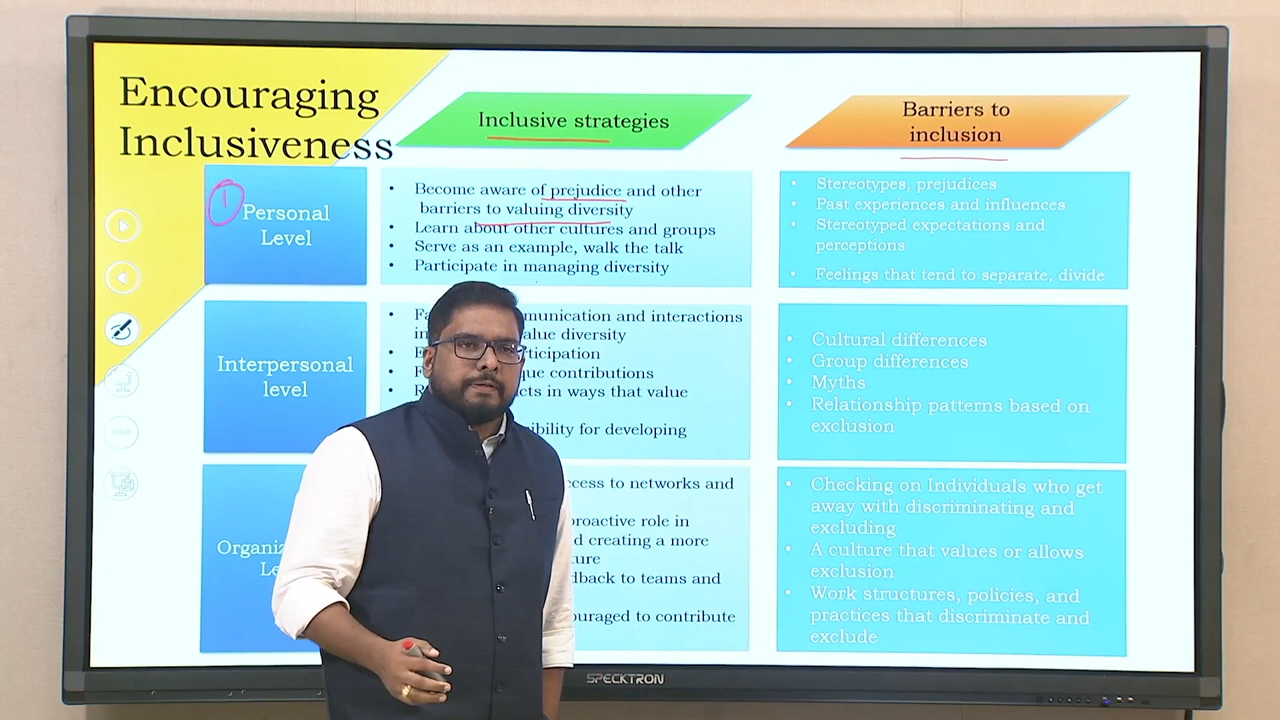 Encouraging
Inclusiveness
Inclusive strategies
Barriers to
inclusion
1
Personal
Level
• Become aware of prejudice and other
barriers to valuing diversity
• Learn about other cultures and groups
• Serve as an example, walk the talk
• Participate in managing diversity
• Stereotypes, prejudices
• Past experiences and influences
• Stereotyped expectations and
perceptions
• Feelings that tend to separate, divide
Interpersonal
level
munication and interactions
alue diversity
ticipation
que contributions
cts in ways that value
ibility for developing
• Cultural differences
• Group differences
• Myths
• Relationship patterns based on
exclusion
Organiz
Le
ccess to networks and
proactive role in
d creating a more
ture
dback to teams and
ouraged to contribute
• Checking on Individuals who get
away with discriminating and
excluding
• A culture that values or allows
exclusion
• Work structures, policies, and
practices that discriminate and
exclude
SPECKTRON